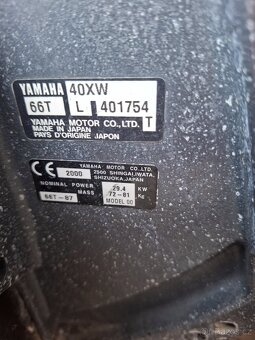 YAMAHA 40XW
66T L 401754
YAMAHA MOTOR CO.,LTD. T
MADE IN JAPAN
PAYS D'ORIGINE JAPON
CE YAMAHA MOTOR CO.,LTD.
2000 2500 SHINGAI,IWATA,
SHIZUOKA,JAPAN
NOMINAL POWER 29.4 KW
MASS 72-81 Kg
66T-87 MODEL 00